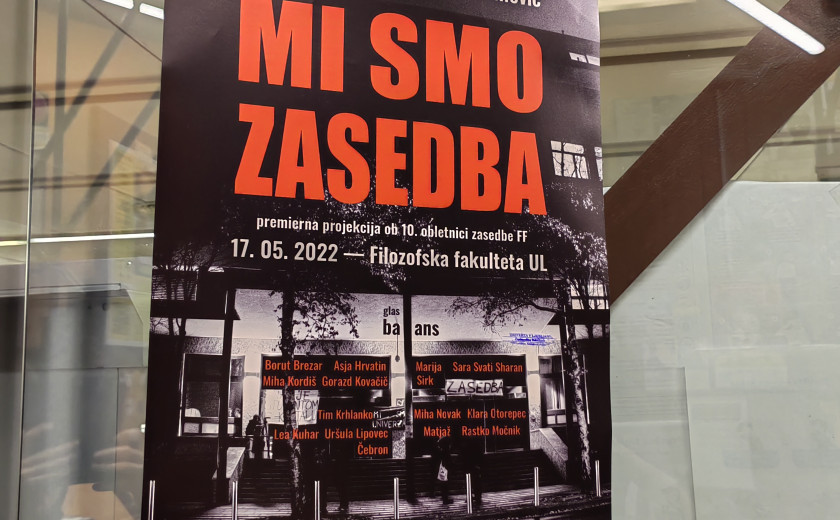 MI SMO
ZASEDBA
premierna projekcija ob 10. obletnici zasedbe FF
17. 05. 2022 — Filozofska fakulteta UL
glas
ba ans
Borut Brezar Asja Hrvatin
Miha Kordiš Gorazd Kovačič
Marija Sara Svati Sharan
Sirk
ZASEDBA
Tim Krhlanko
UNIVER
Lea Kuhar Uršula Lipovec
Čebron
Miha Novak Klara Otorepec
Matjaž Rastko Močnik